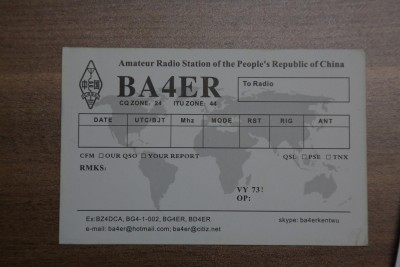 Amateur Radio Station of the People's Republic of China
BA4ER
To Radio
CQ ZONE: 24 ITU ZONE: 44
DATE UTC/BJT Mhz MODE RST RIG ANT
CFM □ OUR QSO □ YOUR REPORT QSL □ PSE □ TNX
RMKS:
VY 73!
OP:
Ex:BZ4DCA, BG4-1-002, BG4ER, BD4ER
e-mail: ba4er@hotmail.com; ba4er@citiz.net
skype: ba4erkentwu